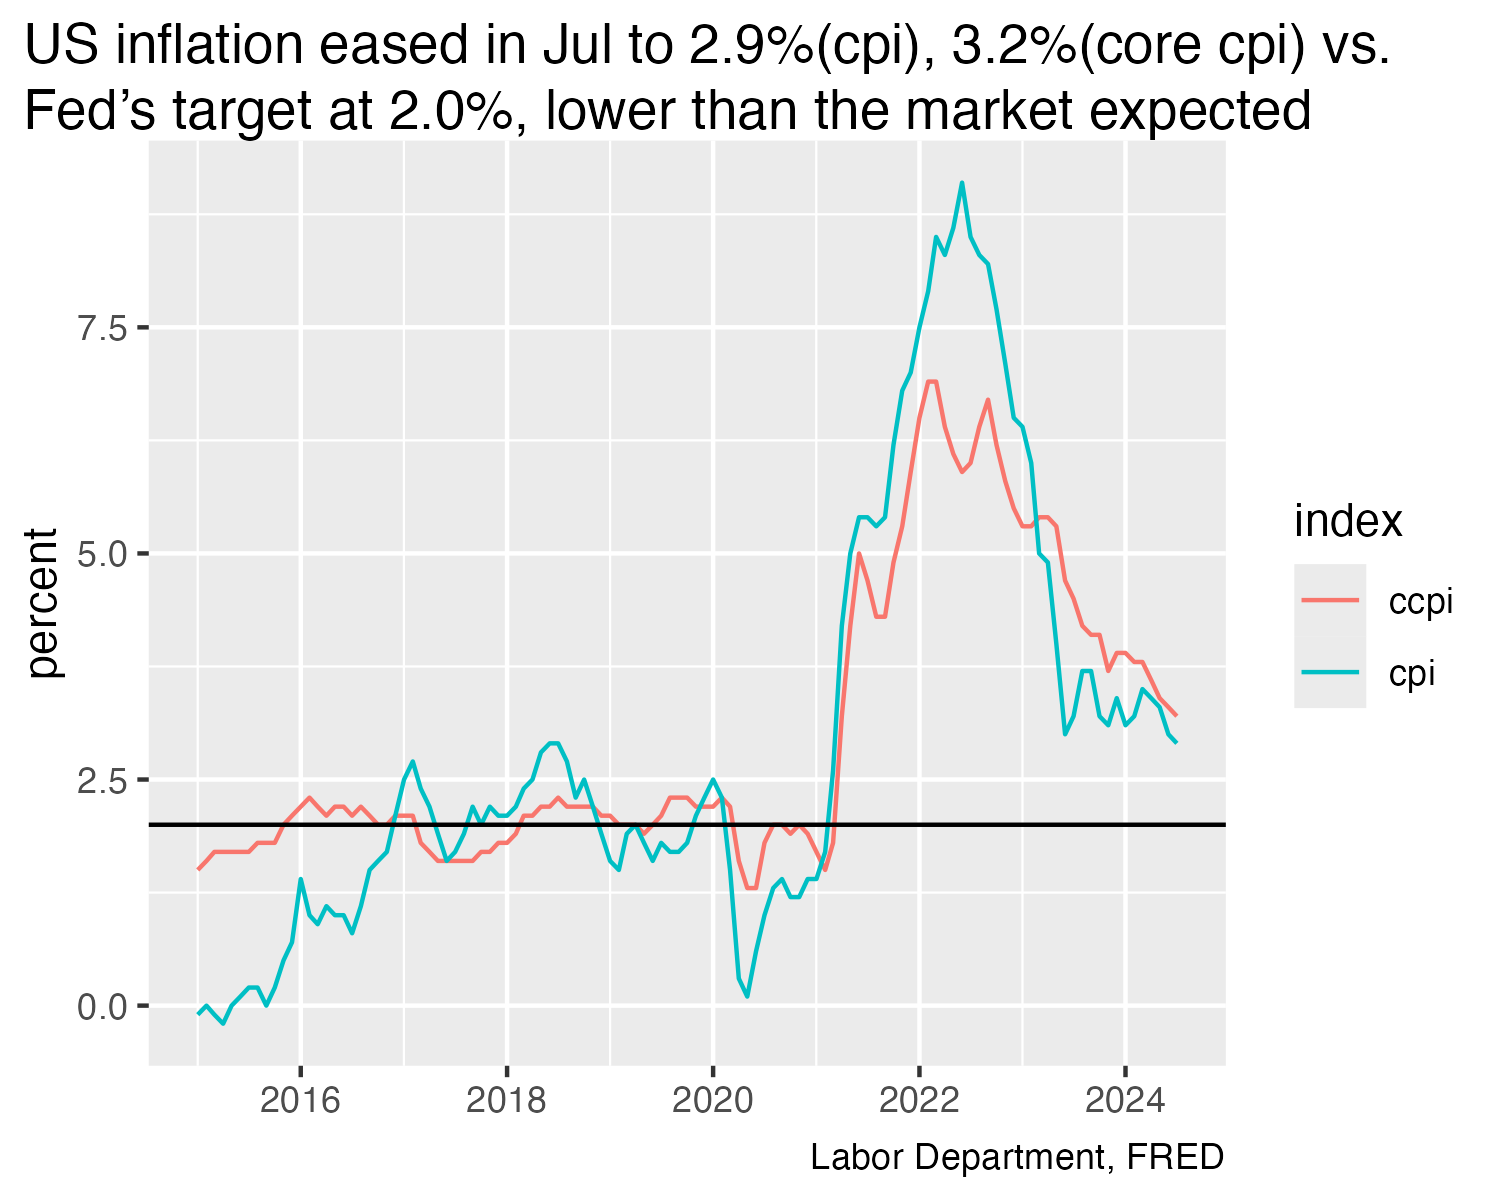 US inflation eased in Jul to 2.9%(cpi), 3.2%(core cpi) vs.
Fed’s target at 2.0%, lower than the market expected
percent
7.5
5.0
2.5
0.0
2016 2018 2020 2022 2024
index
ccpi
cpi
Labor Department, FRED